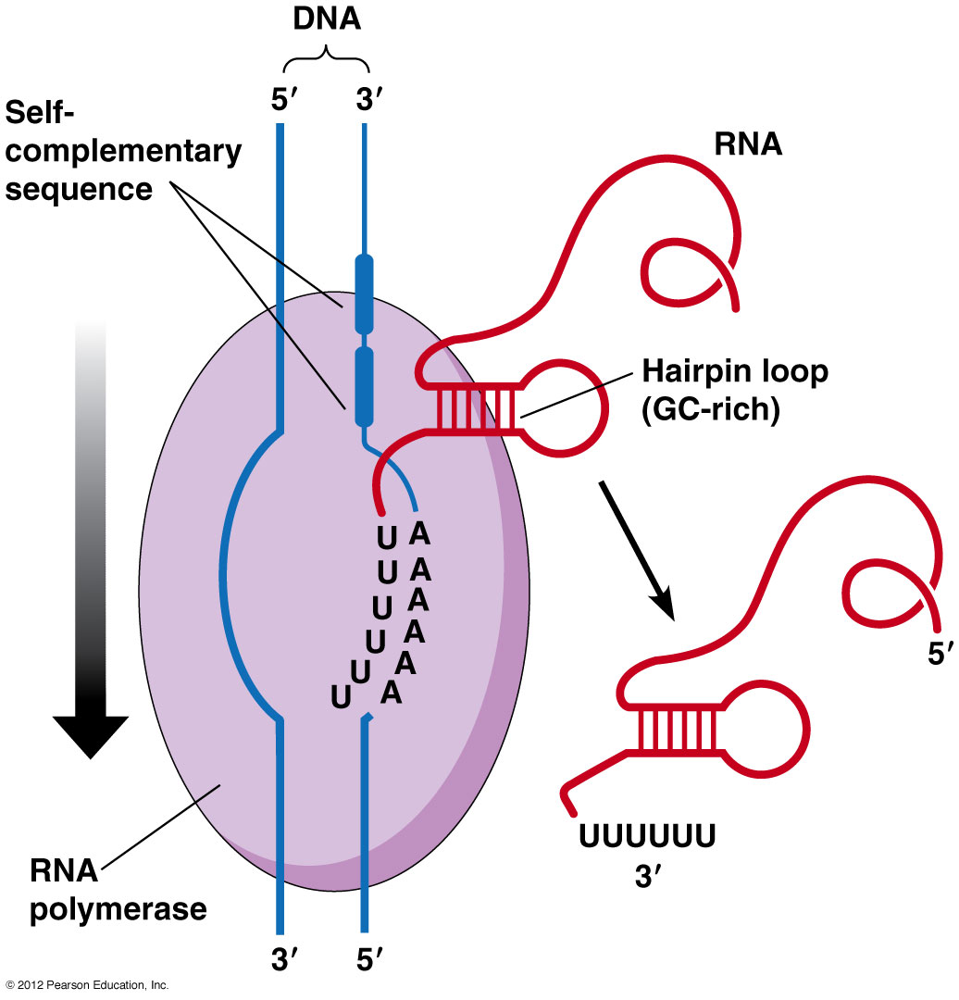 DNA
5′ 3′
Self-
complementary
sequence
RNA
Hairpin loop
(GC-rich)
U A
U A
U A
U A
U A
U A
5′
UUUUUU
3′
RNA
polymerase
3′ 5′
© 2012 Pearson Education, Inc.